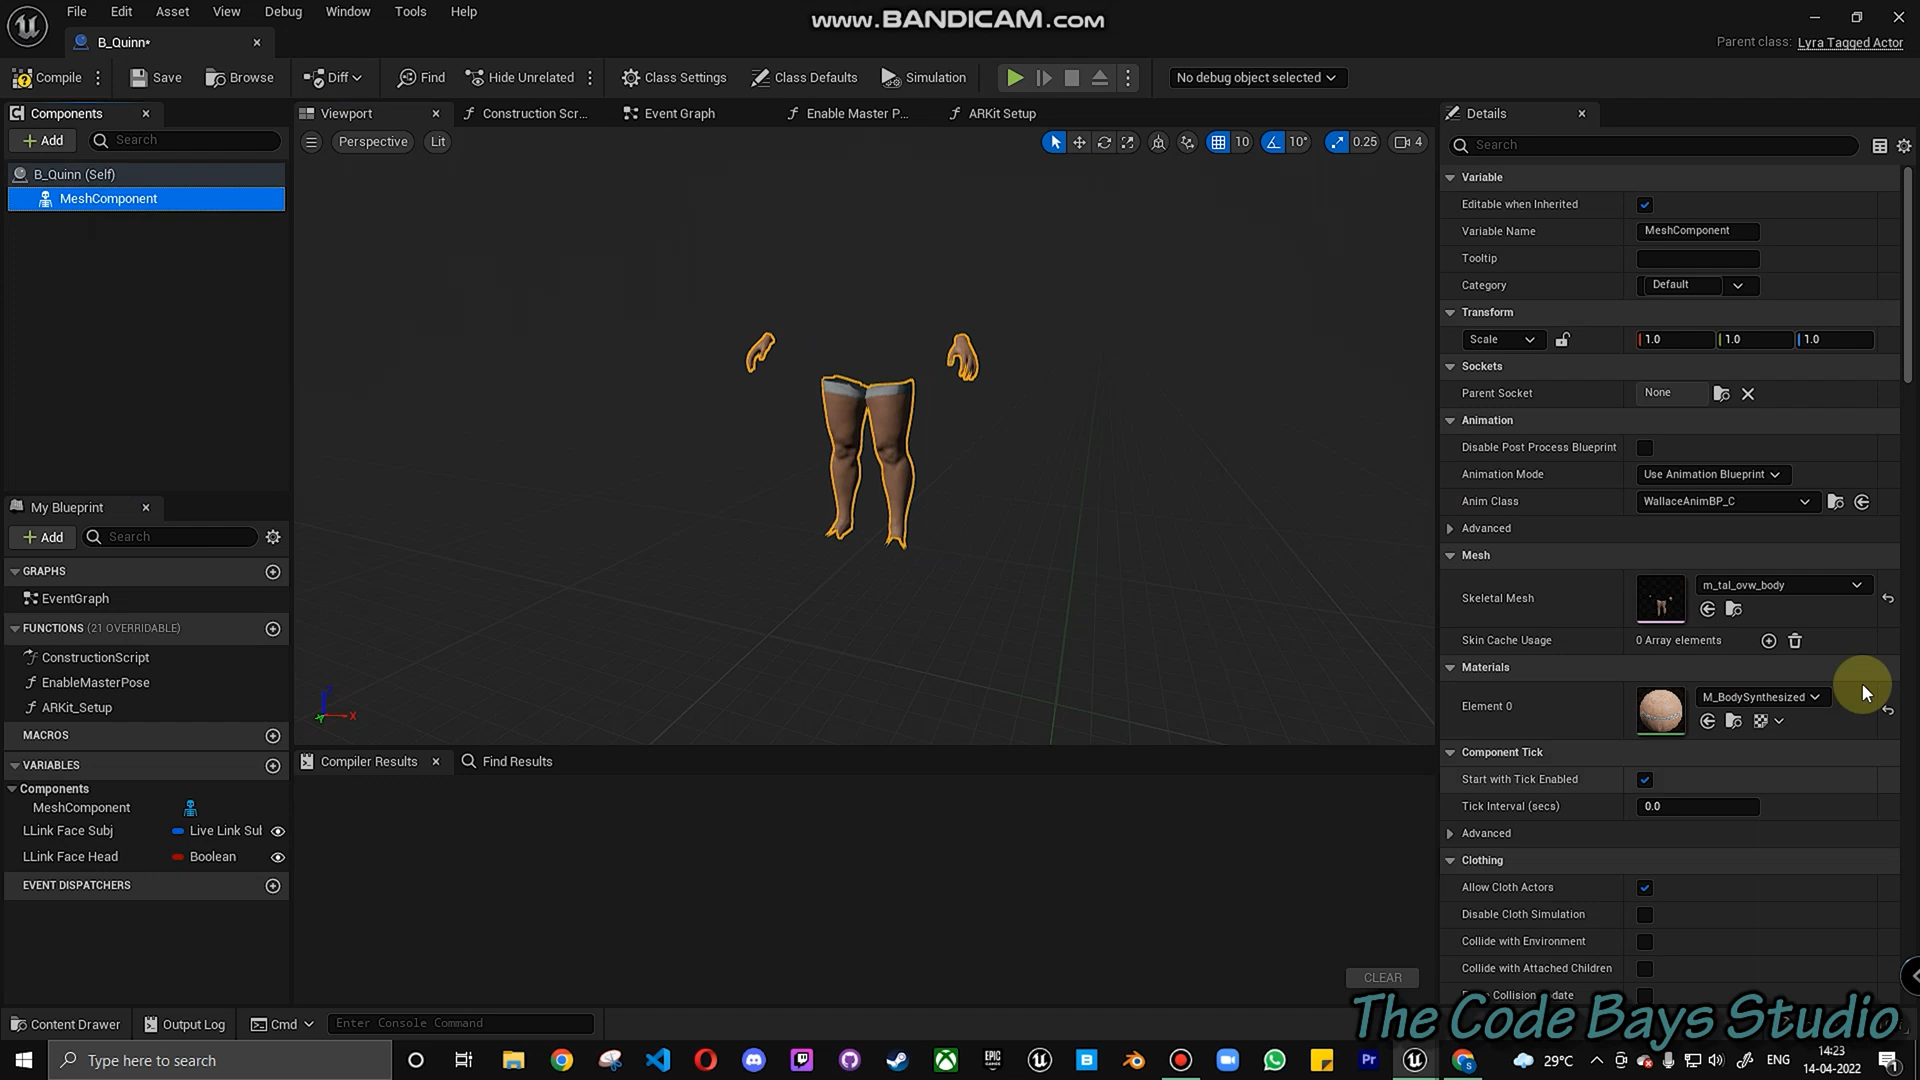 File Edit Asset View Debug Window Tools Help
www.BANDICAM.com
B_Quinn*
Parent class: Lyra Tagged Actor
Compile Save Browse Diff Find Hide Unrelated Class Settings Class Defaults Simulation No debug object selected
Components Viewport Construction Scr... Event Graph Enable Master P... ARKit Setup Details
Add Search Perspective Lit 10 10° 0.25 4 Search
B_Quinn (Self)
MeshComponent
Variable
Editable when Inherited
Variable Name MeshComponent
Tooltip
Category Default
Transform
Scale 1.0 1.0 1.0
Sockets
Parent Socket None
Animation
Disable Post Process Blueprint
Animation Mode Use Animation Blueprint
Anim Class WallaceAnimBP_C
Advanced
Mesh
Skeletal Mesh m_tal_ovw_body
Skin Cache Usage 0 Array elements
Materials
Element 0 M_BodySynthesized
Component Tick
Start with Tick Enabled
Tick Interval (secs) 0.0
Advanced
Clothing
Allow Cloth Actors
Disable Cloth Simulation
Collide with Environment
Collide with Attached Children
Collision
My Blueprint
Add Search
GRAPHS
EventGraph
FUNCTIONS (21 OVERRIDABLE)
ConstructionScript
EnableMasterPose
ARKit_Setup
MACROS
VARIABLES
Components
MeshComponent
LLink Face Subj Live Link Sul
LLink Face Head Boolean
EVENT DISPATCHERS
Z
X
Compiler Results Find Results
CLEAR
The Code Bays Studio
Content Drawer Output Log Cmd Enter Console Command
Type here to search
EPIC
B
Pr
29°C
ENG
14:23
14-04-2022
1